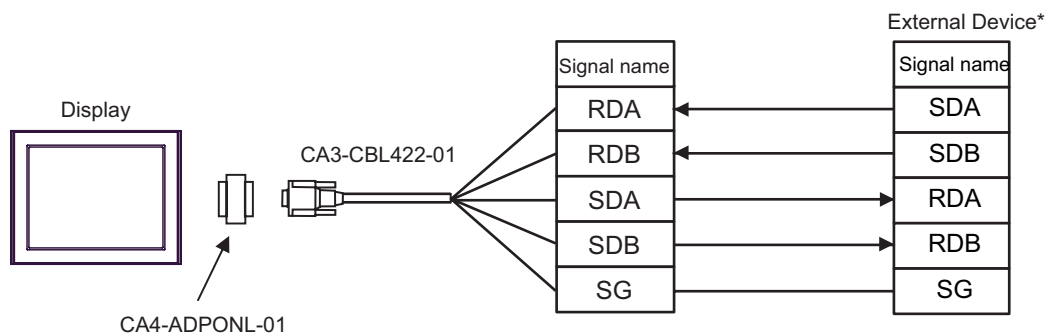 External Device*
Signal name
Signal name
Display
RDA
SDA
CA3-CBL422-01
RDB
SDB
SDA
RDA
SDB
RDB
SG
SG
CA4-ADPONL-01